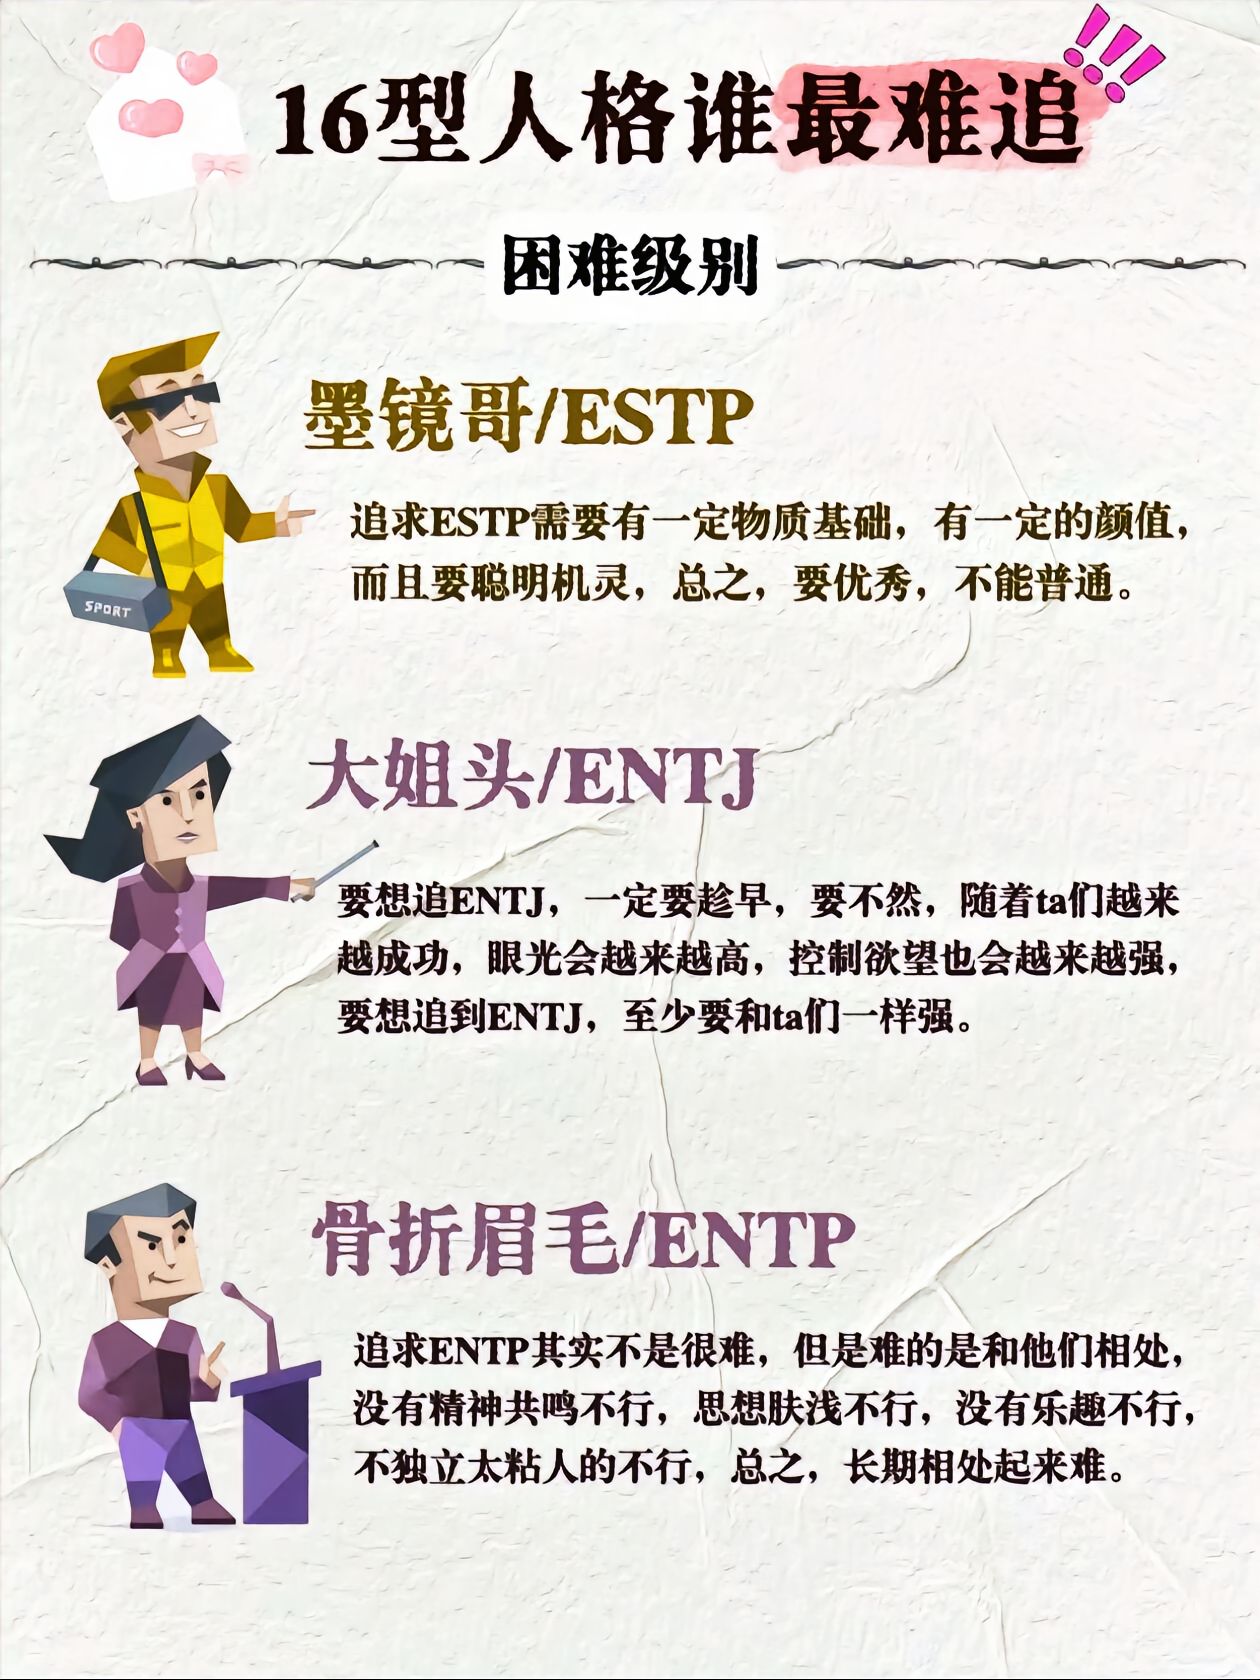 16型人格谁最难追!!!
困难级别
墨镜哥/ESTP
追求ESTP需要有一定物质基础，有一定的颜值，
而且要聪明机灵，总之，要优秀，不能普通。
SPORT
大姐头/ENTJ
要想追ENTJ，一定要趁早，要不然，随着ta们越来
越成功，眼光会越来越高，控制欲望也会越来越强，
要想追到ENTJ，至少要和ta们一样强。
骨折眉毛/ENTP
追求ENTP其实不是很难，但是难的是和他们相处，
没有精神共鸣不行，思想肤浅不行，没有乐趣不行，
不独立太粘人的不行，总之，长期相处起来难。